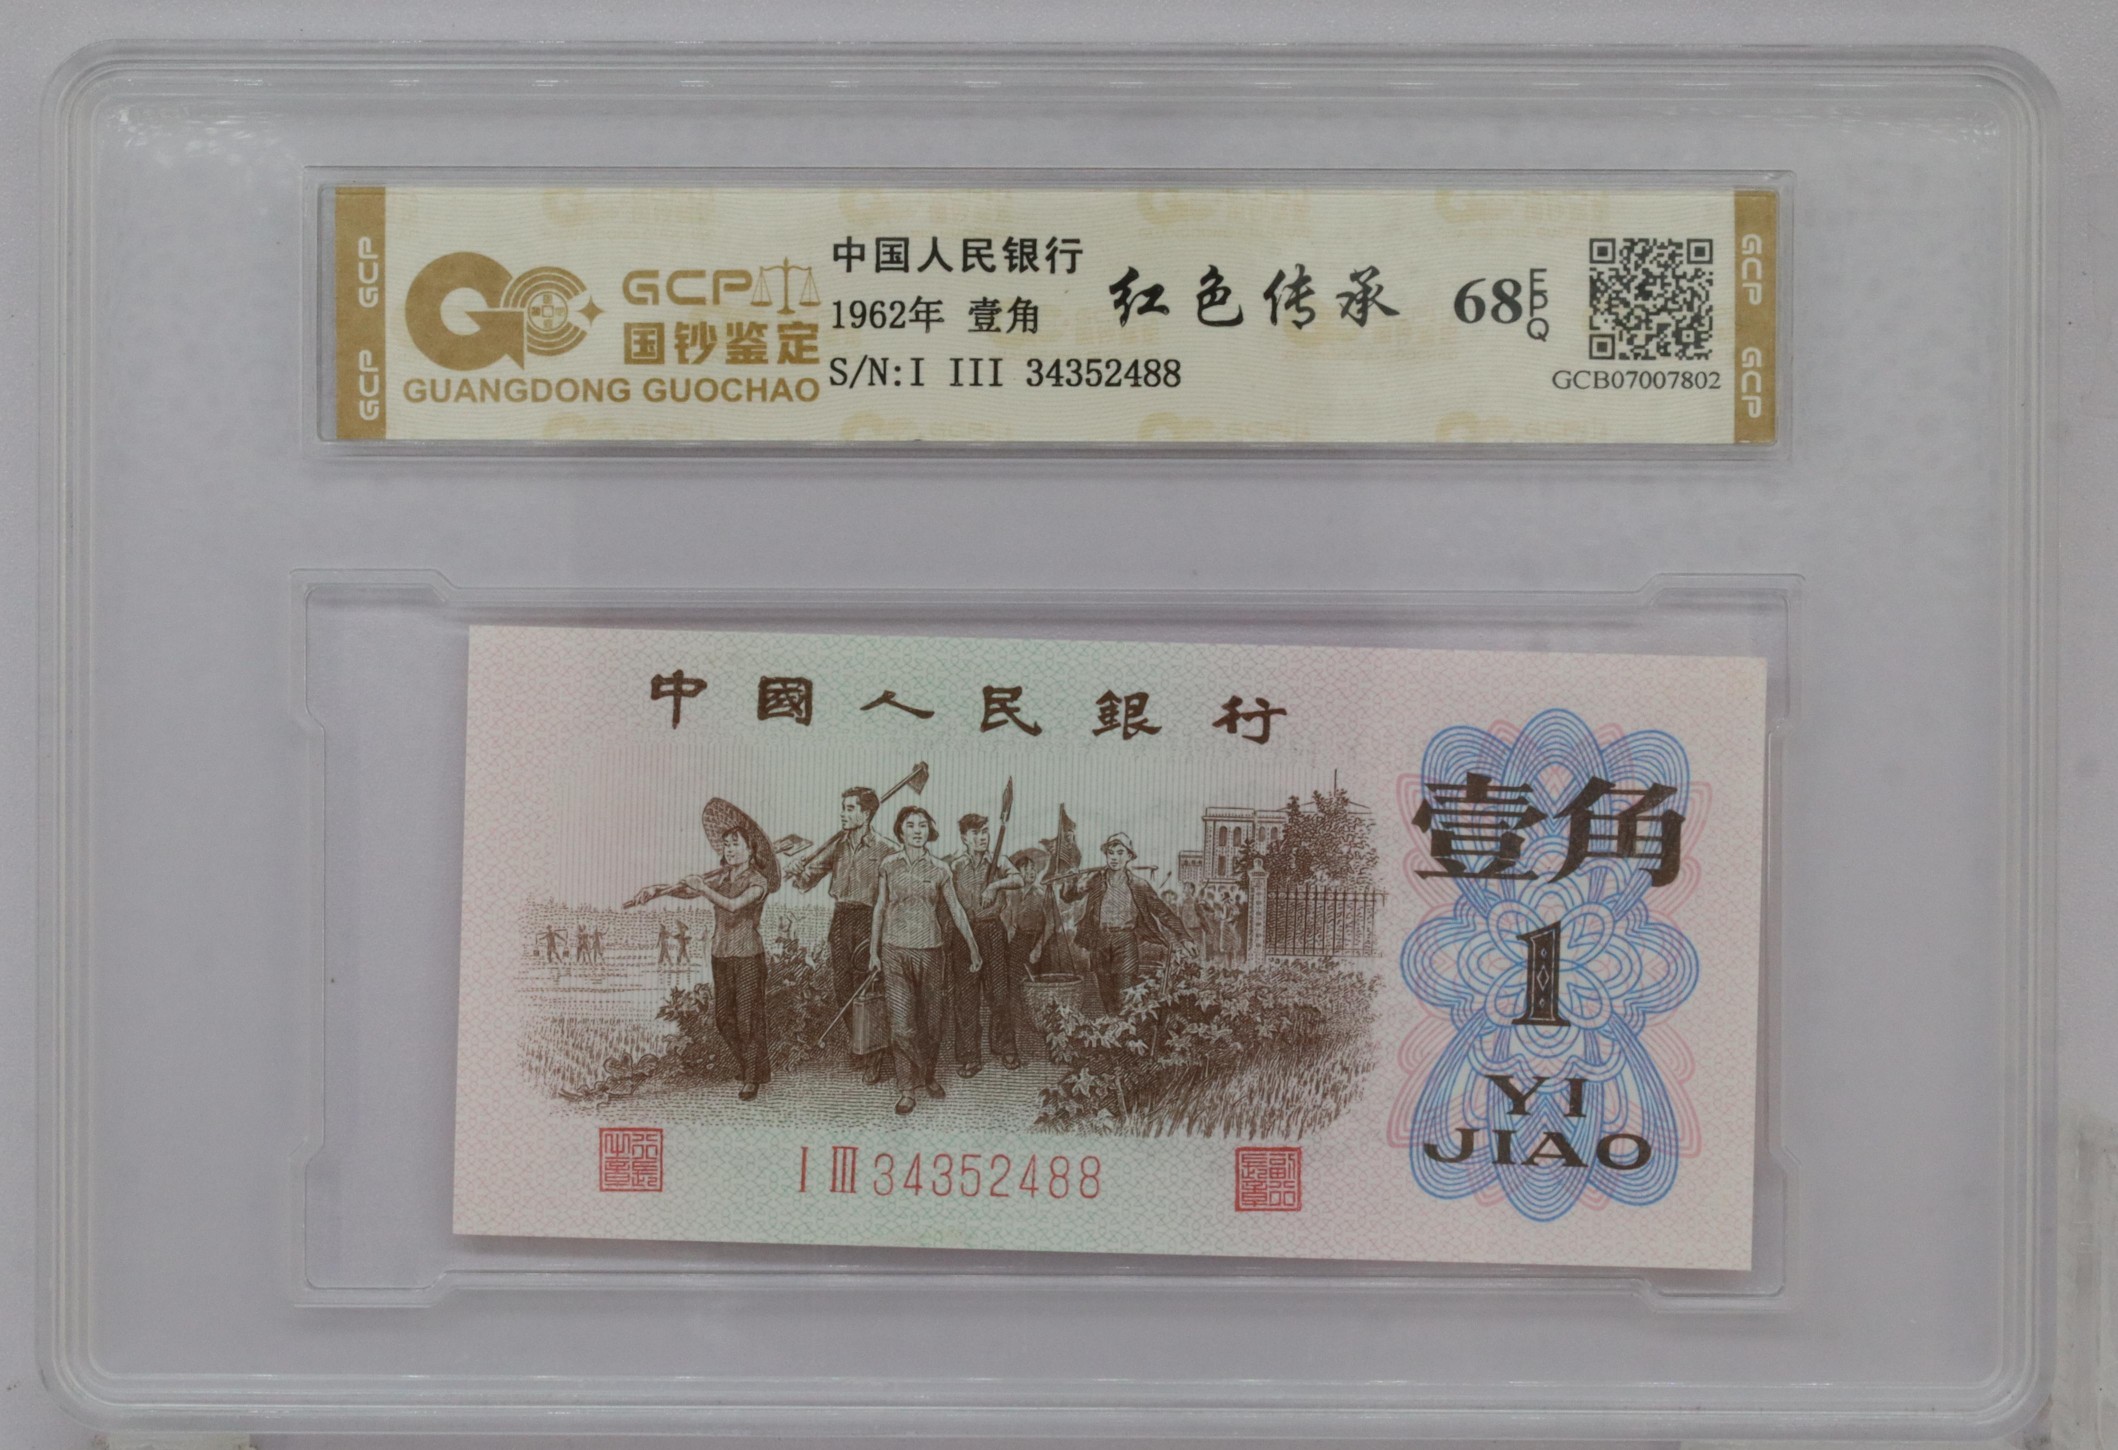 GCP
GCP
GCP
国钞鉴定
GUANGDONG GUOCHAO
中国人民银行
1962年 壹角
S/N:I III 34352488
红色传承
68 EPQ
GCB07007802
GCP
GCP
中國人民銀行
壹角
1
YI
JIAO
I III 34352488